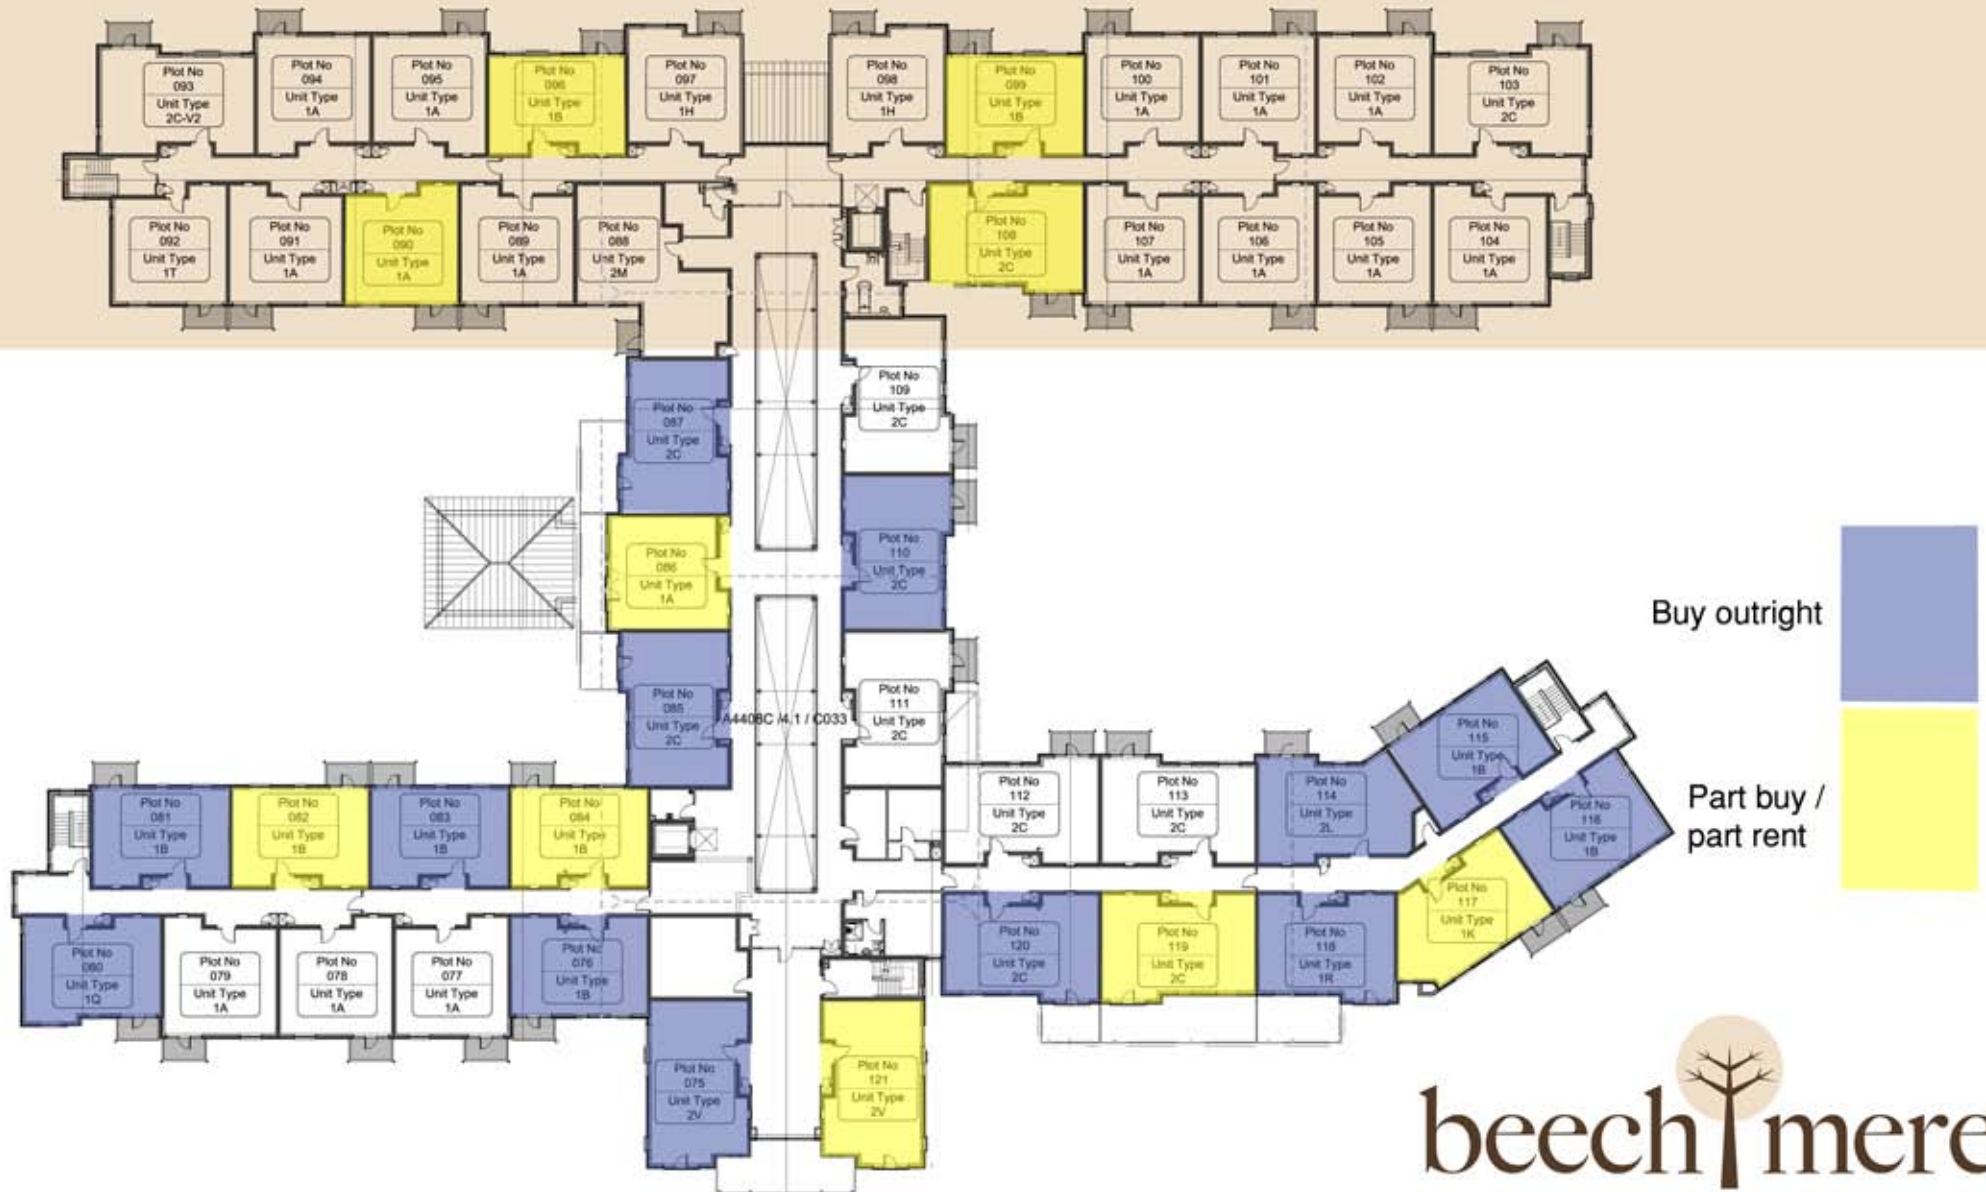 Plot No
093
Unit Type
2C-V2
Plot No
094
Unit Type
1A
Plot No
095
Unit Type
1A
Plot No
096
Unit Type
1B
Plot No
097
Unit Type
1H
Plot No
098
Unit Type
1H
Plot No
099
Unit Type
1B
Plot No
100
Unit Type
1A
Plot No
101
Unit Type
1A
Plot No
102
Unit Type
1A
Plot No
103
Unit Type
2C
Plot No
092
Unit Type
1T
Plot No
091
Unit Type
1A
Plot No
090
Unit Type
1A
Plot No
089
Unit Type
1A
Plot No
088
Unit Type
2M
Plot No
108
Unit Type
2C
Plot No
107
Unit Type
1A
Plot No
106
Unit Type
1A
Plot No
105
Unit Type
1A
Plot No
104
Unit Type
1A
Plot No
087
Unit Type
2C
Plot No
109
Unit Type
2C
Plot No
086
Unit Type
1A
Plot No
110
Unit Type
2C
Plot No
085
Unit Type
2C
A4408C /4.1 / C033
Plot No
111
Unit Type
2C
Buy outright
Part buy /
part rent
Plot No
081
Unit Type
1B
Plot No
082
Unit Type
1B
Plot No
083
Unit Type
1B
Plot No
084
Unit Type
1B
Plot No
112
Unit Type
2C
Plot No
113
Unit Type
2C
Plot No
114
Unit Type
2L
Plot No
115
Unit Type
1B
Plot No
116
Unit Type
1B
Plot No
080
Unit Type
1Q
Plot No
079
Unit Type
1A
Plot No
078
Unit Type
1A
Plot No
077
Unit Type
1A
Plot No
076
Unit Type
1B
Plot No
120
Unit Type
2C
Plot No
119
Unit Type
2C
Plot No
118
Unit Type
1R
Plot No
117
Unit Type
1K
Plot No
075
Unit Type
2V
Plot No
121
Unit Type
2V
beech mere